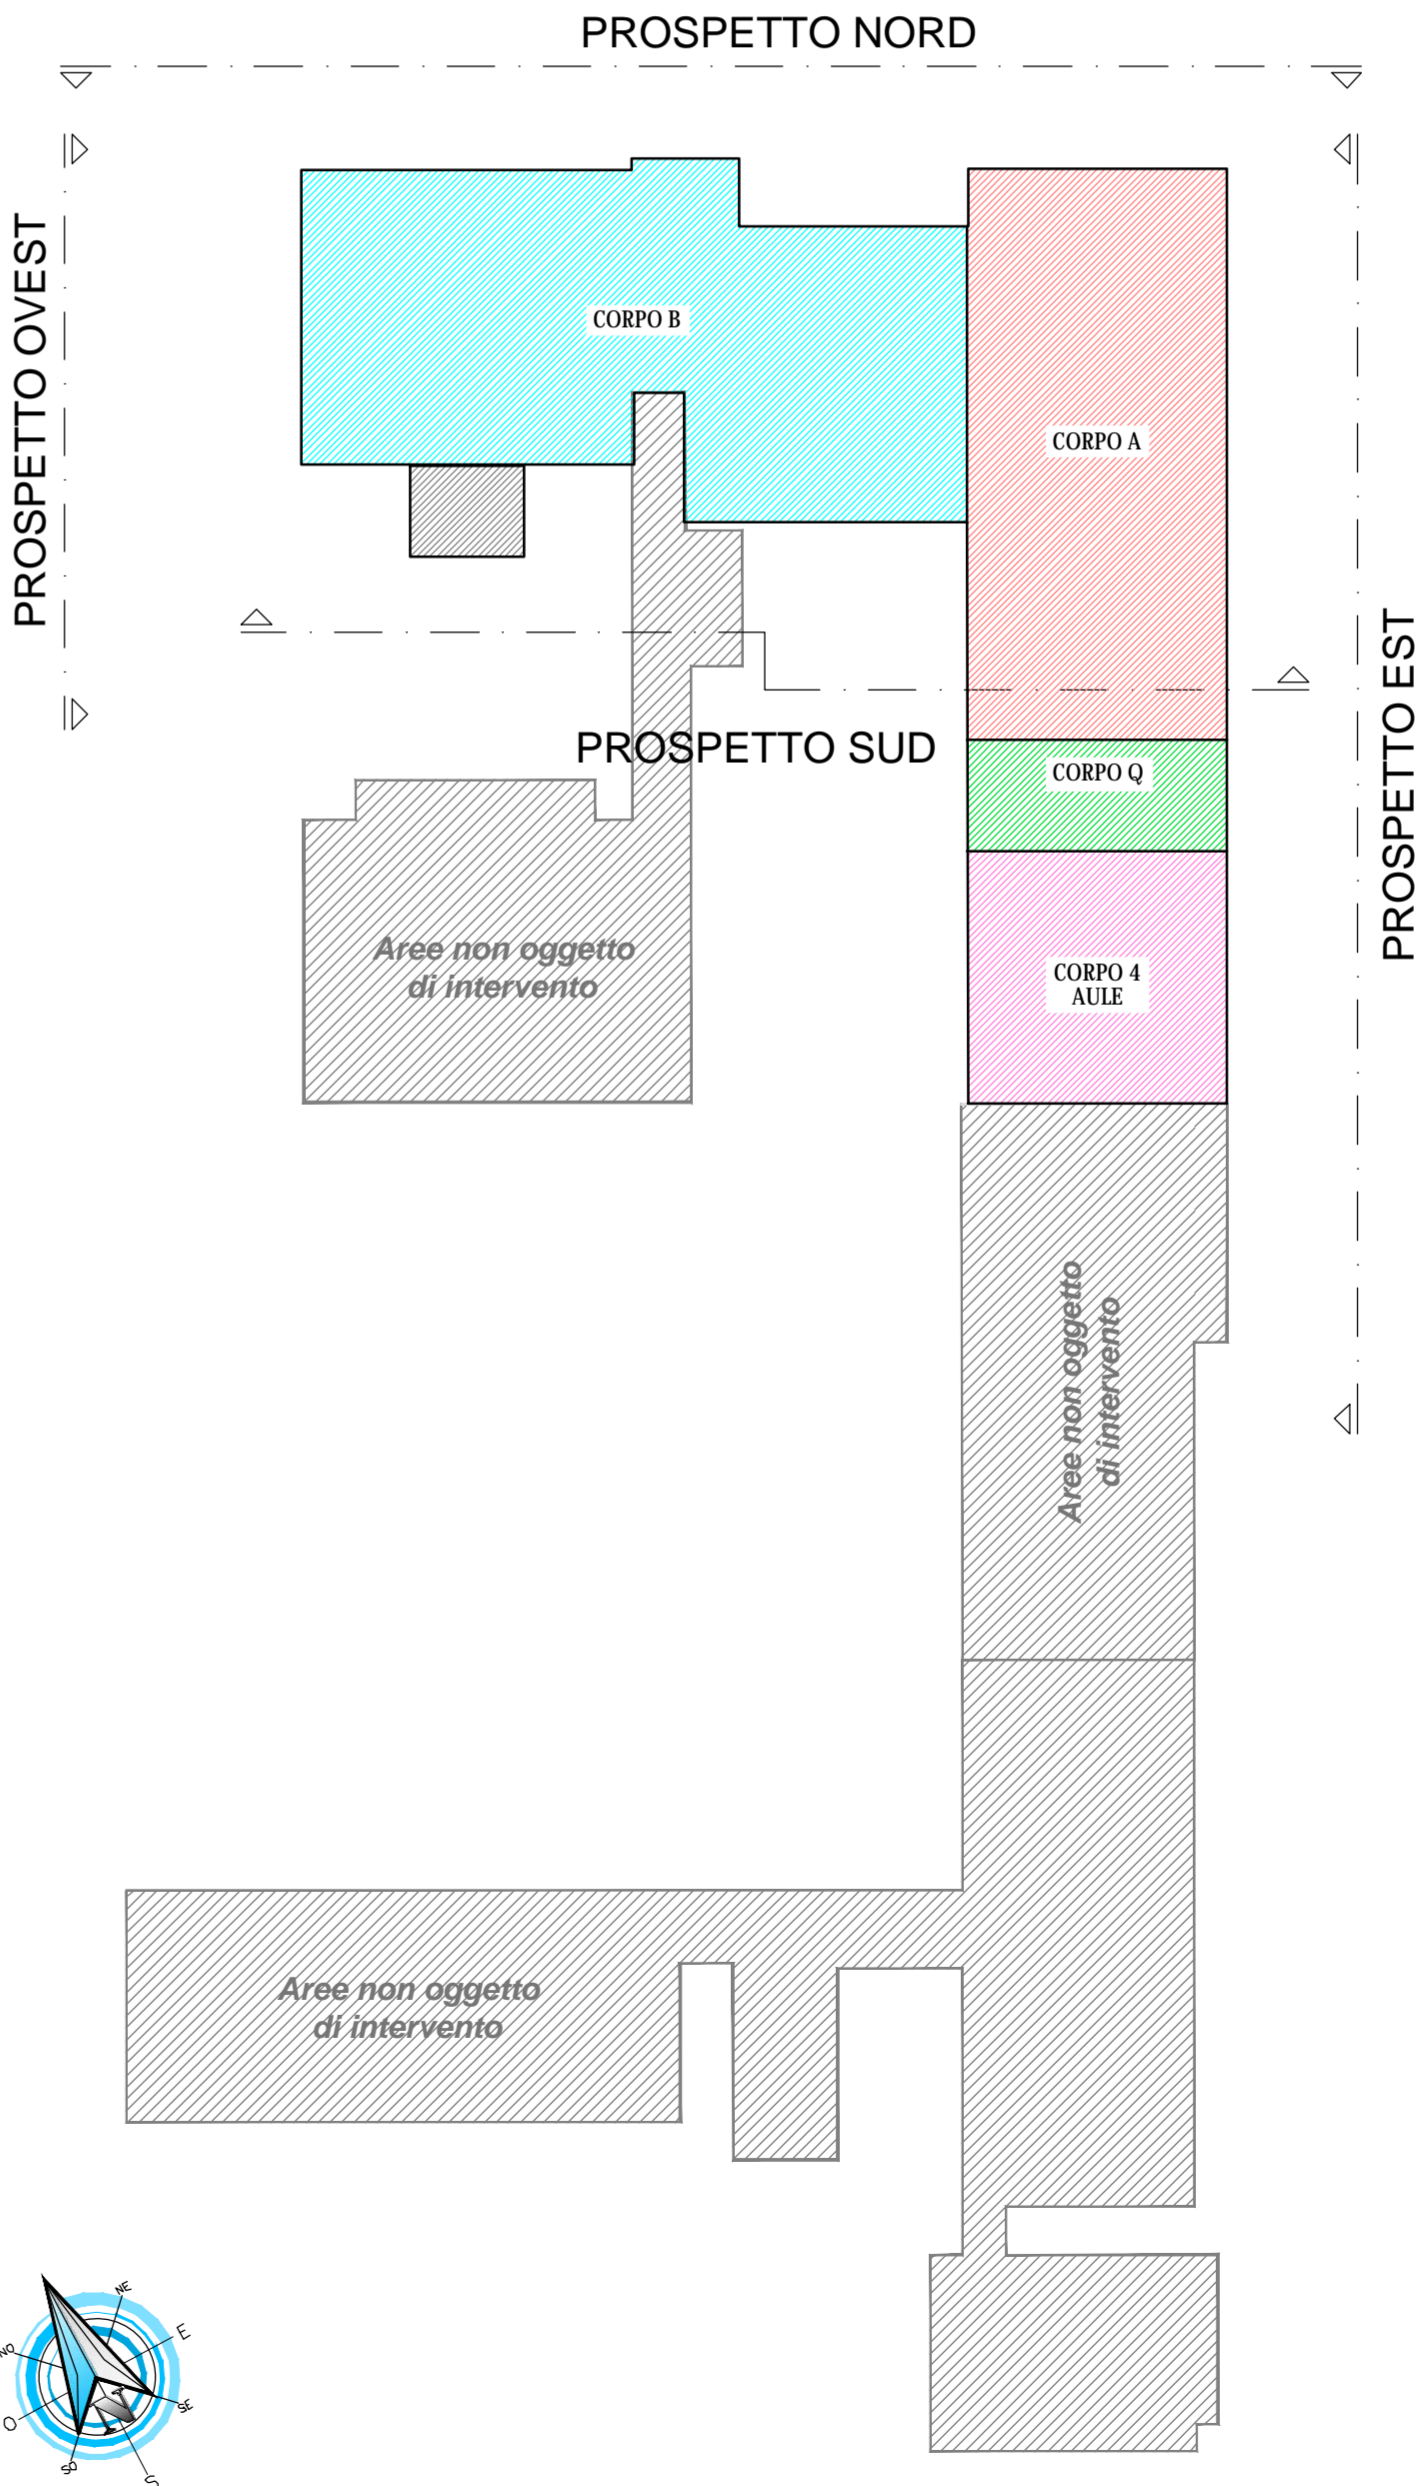 PROSPETTO NORD
PROSPETTO OVEST
CORPO B
CORPO A
PROSPETTO EST
PROSPETTO SUD
CORPO Q
Aree non oggetto
di intervento
CORPO 4
AULE
Aree non oggetto
di intervento
Aree non oggetto
di intervento
NE
E
NO
SE
O
N
SO
S